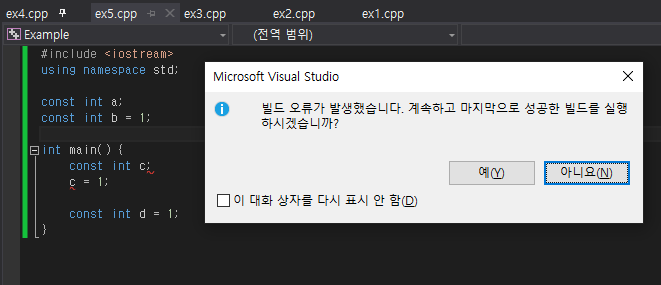 ex4.cpp ex5.cpp ex3.cpp ex2.cpp ex1.cpp
Example (전역 범위)
#include <iostream>
using namespace std;
const int a;
const int b = 1;
int main() {
const int c;
c = 1;
const int d = 1;
}
Microsoft Visual Studio
빌드 오류가 발생했습니다. 계속하고 마지막으로 성공한 빌드를 실행
하시겠습니까?
예(Y) 아니요(N)
이 대화 상자를 다시 표시 안 함(D)